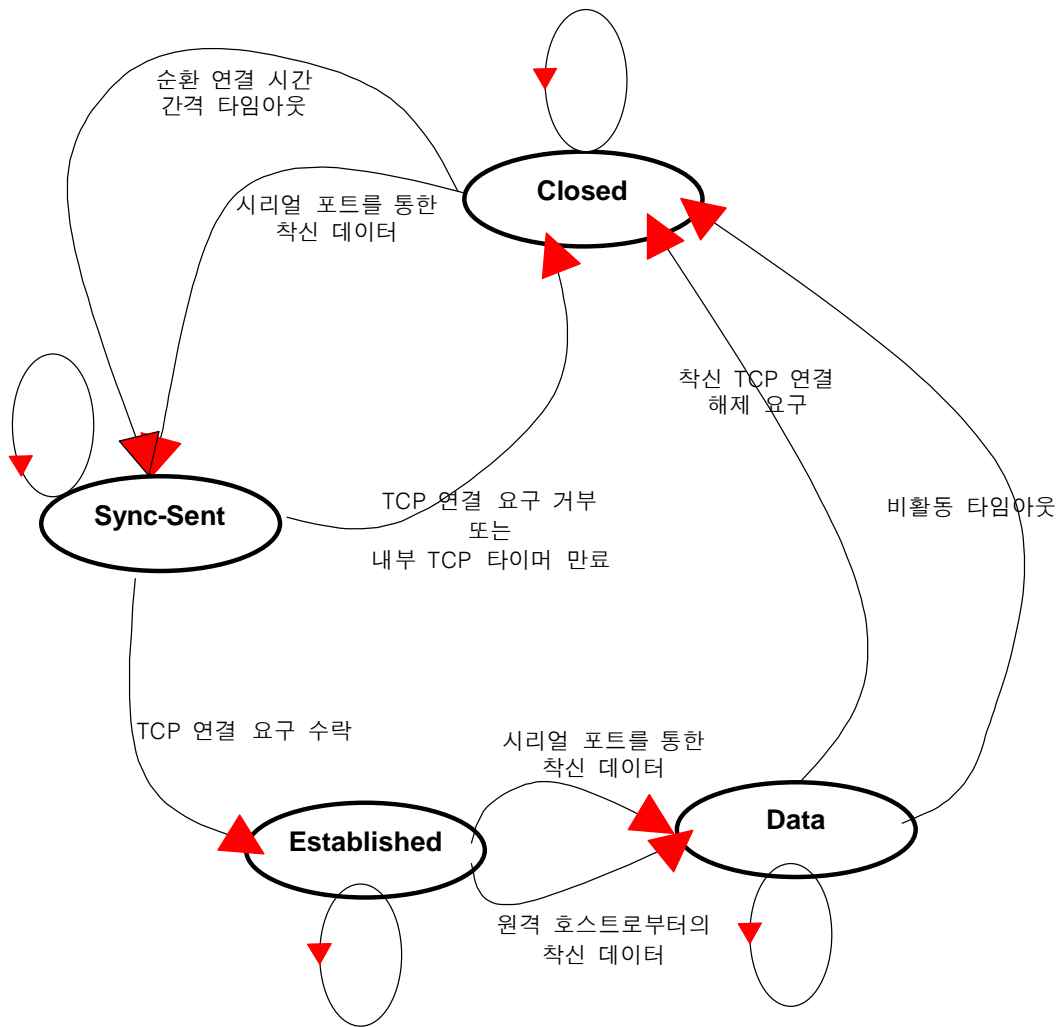 순환 연결 시간
간격 타임아웃
Closed
시리얼 포트를 통한
착신 데이터
착신 TCP 연결
해제 요구
TCP 연결 요구 거부
또는
내부 TCP 타이머 만료
비활동 타임아웃
Sync-Sent
TCP 연결 요구 수락
시리얼 포트를 통한
착신 데이터
Established
Data
원격 호스트로부터의
착신 데이터